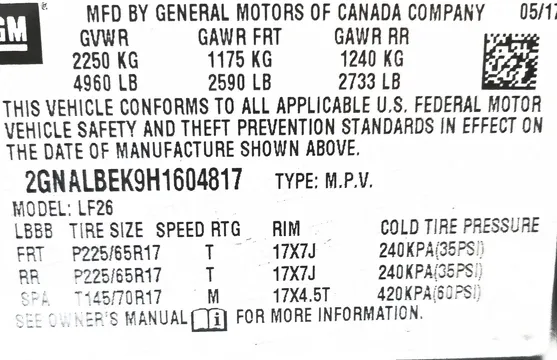 GM
MFD BY GENERAL MOTORS OF CANADA COMPANY 05/17
GVWR GAWR FRT GAWR RR
2250 KG 1175 KG 1240 KG
4960 LB 2590 LB 2733 LB
THIS VEHICLE CONFORMS TO ALL APPLICABLE U.S. FEDERAL MOTOR
VEHICLE SAFETY AND THEFT PREVENTION STANDARDS IN EFFECT ON
THE DATE OF MANUFACTURE SHOWN ABOVE.
2GNALBEK9H1604817 TYPE: M.P.V.
MODEL: LF26
LBBB TIRE SIZE SPEED RTG RIM COLD TIRE PRESSURE
FRT P225/65R17 T 17X7J 240KPA(35PSI)
RR P225/65R17 T 17X7J 240KPA(35PSI)
SPA T145/70R17 M 17X4.5T 420KPA(60PSI)
SEE OWNER'S MANUAL i FOR MORE INFORMATION.